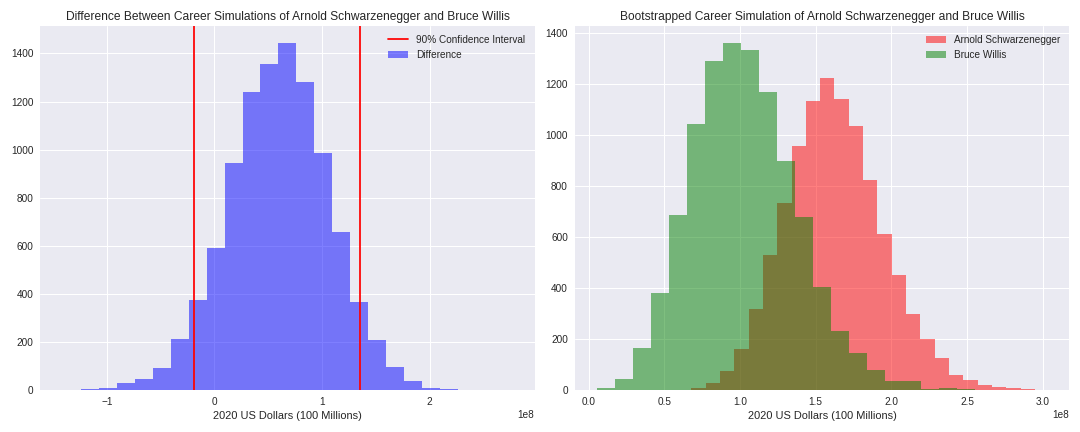 Difference Between Career Simulations of Arnold Schwarzenegger and Bruce Willis
1400
1200
1000
800
600
400
200
0
90% Confidence Interval
Difference
−1
0
1
2
1e8
2020 US Dollars (100 Millions)
Bootstrapped Career Simulation of Arnold Schwarzenegger and Bruce Willis
1400
1200
1000
800
600
400
200
0
Arnold Schwarzenegger
Bruce Willis
0.0
0.5
1.0
1.5
2.0
2.5
3.0
1e8
2020 US Dollars (100 Millions)